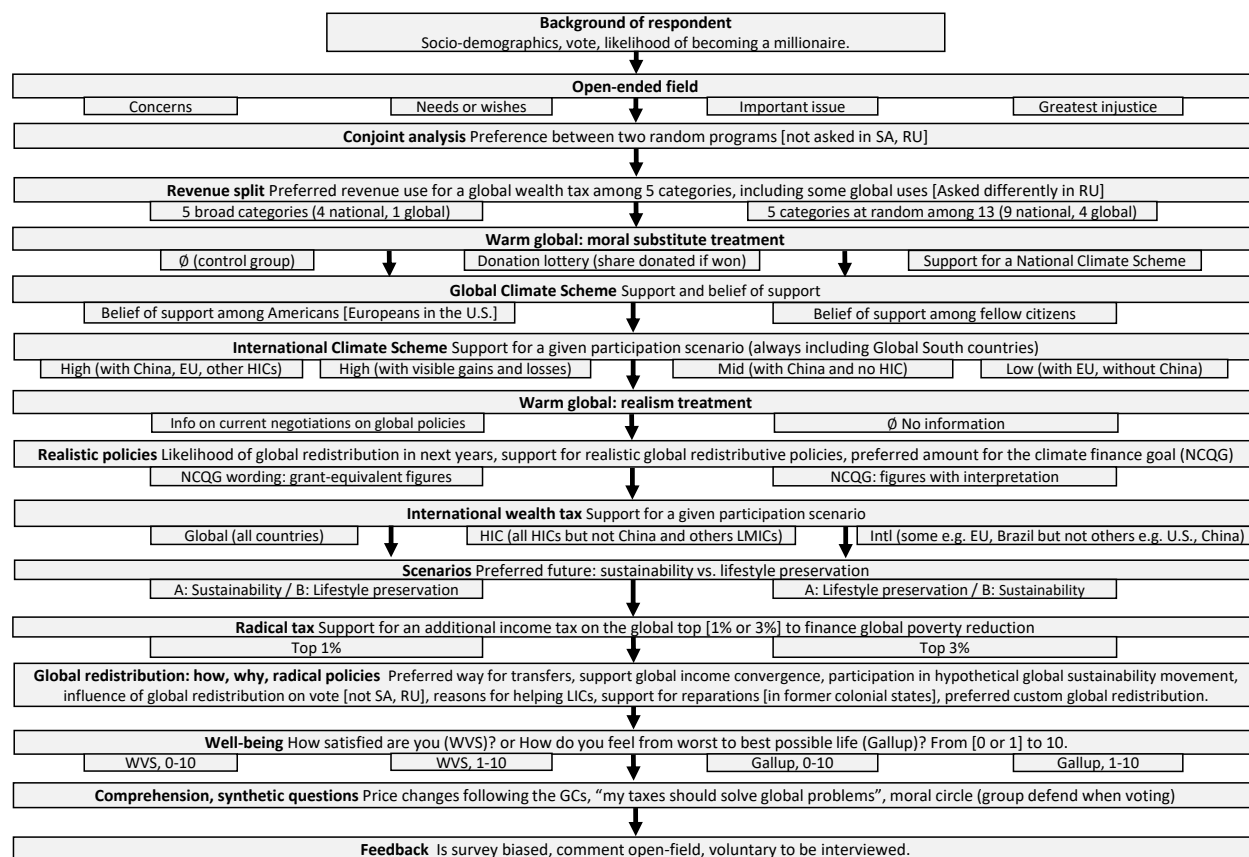 Background of respondent
Socio-demographics, vote, likelihood of becoming a millionaire.
Open-ended field
Concerns
Needs or wishes
Important issue
Greatest injustice
Conjoint analysis Preference between two random programs [not asked in SA, RU]
Revenue split Preferred revenue use for a global wealth tax among 5 categories, including some global uses [Asked differently in RU]
5 broad categories (4 national, 1 global)
5 categories at random among 13 (9 national, 4 global)
Warm global: moral substitute treatment
Ø (control group)
Donation lottery (share donated if won)
Support for a National Climate Scheme
Global Climate Scheme Support and belief of support
Belief of support among Americans [Europeans in the U.S.]
Belief of support among fellow citizens
International Climate Scheme Support for a given participation scenario (always including Global South countries)
High (with China, EU, other HICs)
High (with visible gains and losses)
Mid (with China and no HIC)
Low (with EU, without China)
Warm global: realism treatment
Info on current negotiations on global policies
Ø No information
Realistic policies Likelihood of global redistribution in next years, support for realistic global redistributive policies, preferred amount for the climate finance goal (NCQG)
NCQG wording: grant-equivalent figures
NCQG: figures with interpretation
International wealth tax Support for a given participation scenario
Global (all countries)
HIC (all HICs but not China and others LMICs)
Intl (some e.g. EU, Brazil but not others e.g. U.S., China)
Scenarios Preferred future: sustainability vs. lifestyle preservation
A: Sustainability / B: Lifestyle preservation
A: Lifestyle preservation / B: Sustainability
Radical tax Support for an additional income tax on the global top [1% or 3%] to finance global poverty reduction
Top 1%
Top 3%
Global redistribution: how, why, radical policies Preferred way for transfers, support global income convergence, participation in hypothetical global sustainability movement,
influence of global redistribution on vote [not SA, RU], reasons for helping LICs, support for reparations [in former colonial states], preferred custom global redistribution.
Well-being How satisfied are you (WVS)? or How do you feel from worst to best possible life (Gallup)? From [0 or 1] to 10.
WVS, 0-10
WVS, 1-10
Gallup, 0-10
Gallup, 1-10
Comprehension, synthetic questions Price changes following the GCs, “my taxes should solve global problems”, moral circle (group defend when voting)
Feedback Is survey biased, comment open-field, voluntary to be interviewed.